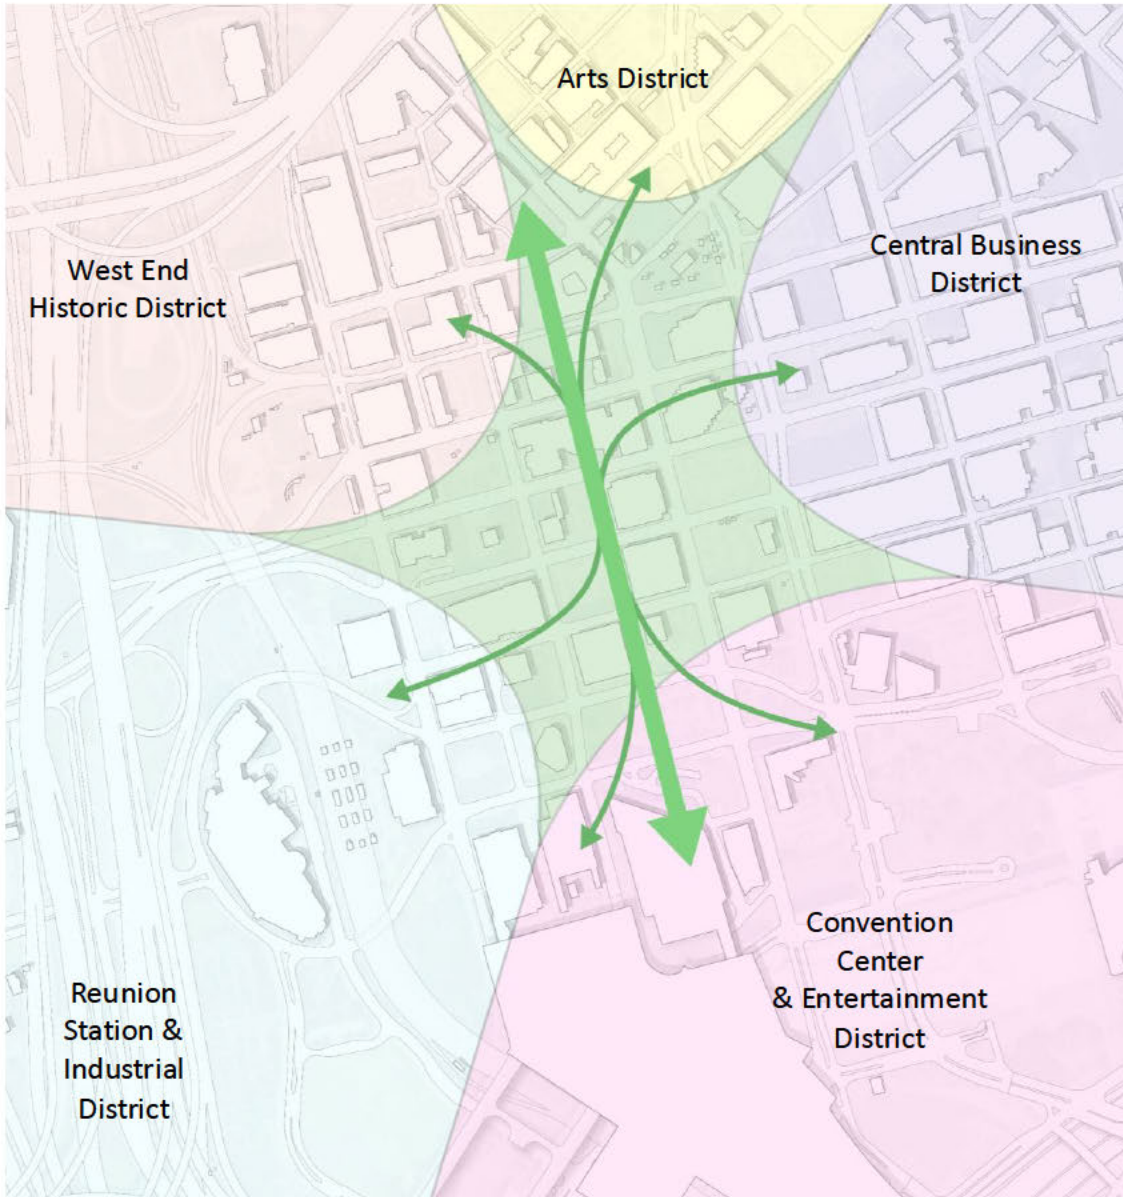 Arts District
Central Business
District
West End
Historic District
Convention
Center
& Entertainment
District
Reunion
Station &
Industrial
District